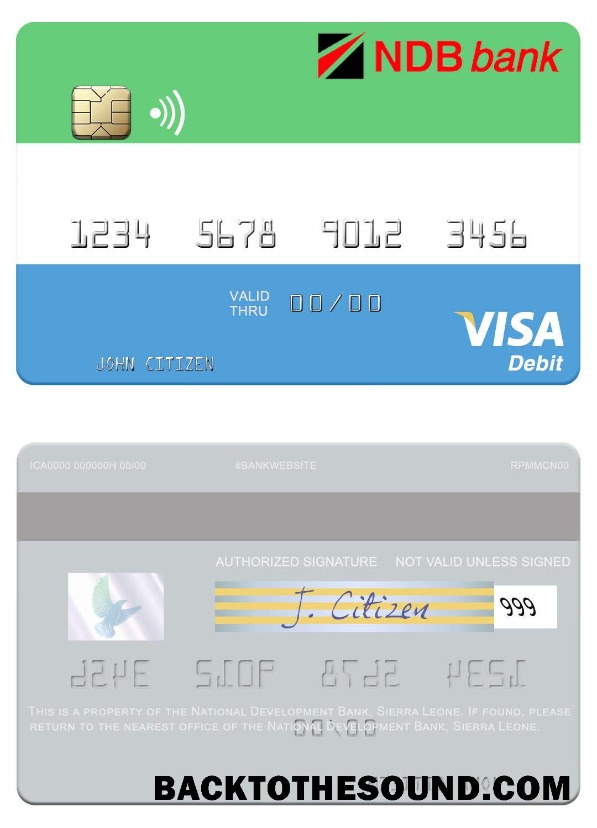 NDB bank
1234 5678 9012 3456
VALID
THRU 00/00
VISA
Debit
JOHN CITIZEN
ICA0000 000000H 00/00 #BANKWEBSITE RPMMCN00
AUTHORIZED SIGNATURE NOT VALID UNLESS SIGNED
J. Citizen 999
THIS IS A PROPERTY OF THE NATIONAL DEVELOPMENT BANK, SIERRA LEONE. IF FOUND, PLEASE
RETURN TO THE NEAREST OFFICE OF THE NATIONAL DEVELOPMENT BANK, SIERRA LEONE.
BACKTOTHESOUND.COM